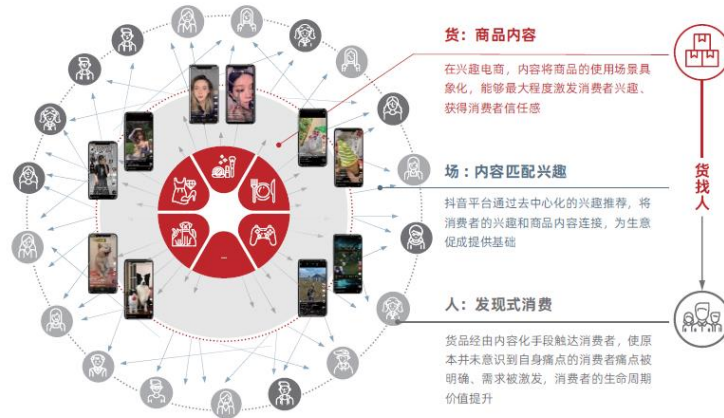 货：商品内容
在兴趣电商，内容将商品的使用场景具
象化，能够最大程度激发消费者兴趣、
获得消费者信任感
场：内容匹配兴趣
抖音平台通过去中心化的兴趣推荐，将
消费者的兴趣和商品内容连接，为生意
促成提供基础
人：发现式消费
货品经由内容化手段触达消费者，使原
本并未意识到自身痛点的消费者痛点被
明确、需求被激发，消费者的生命周期
价值提升
货找人